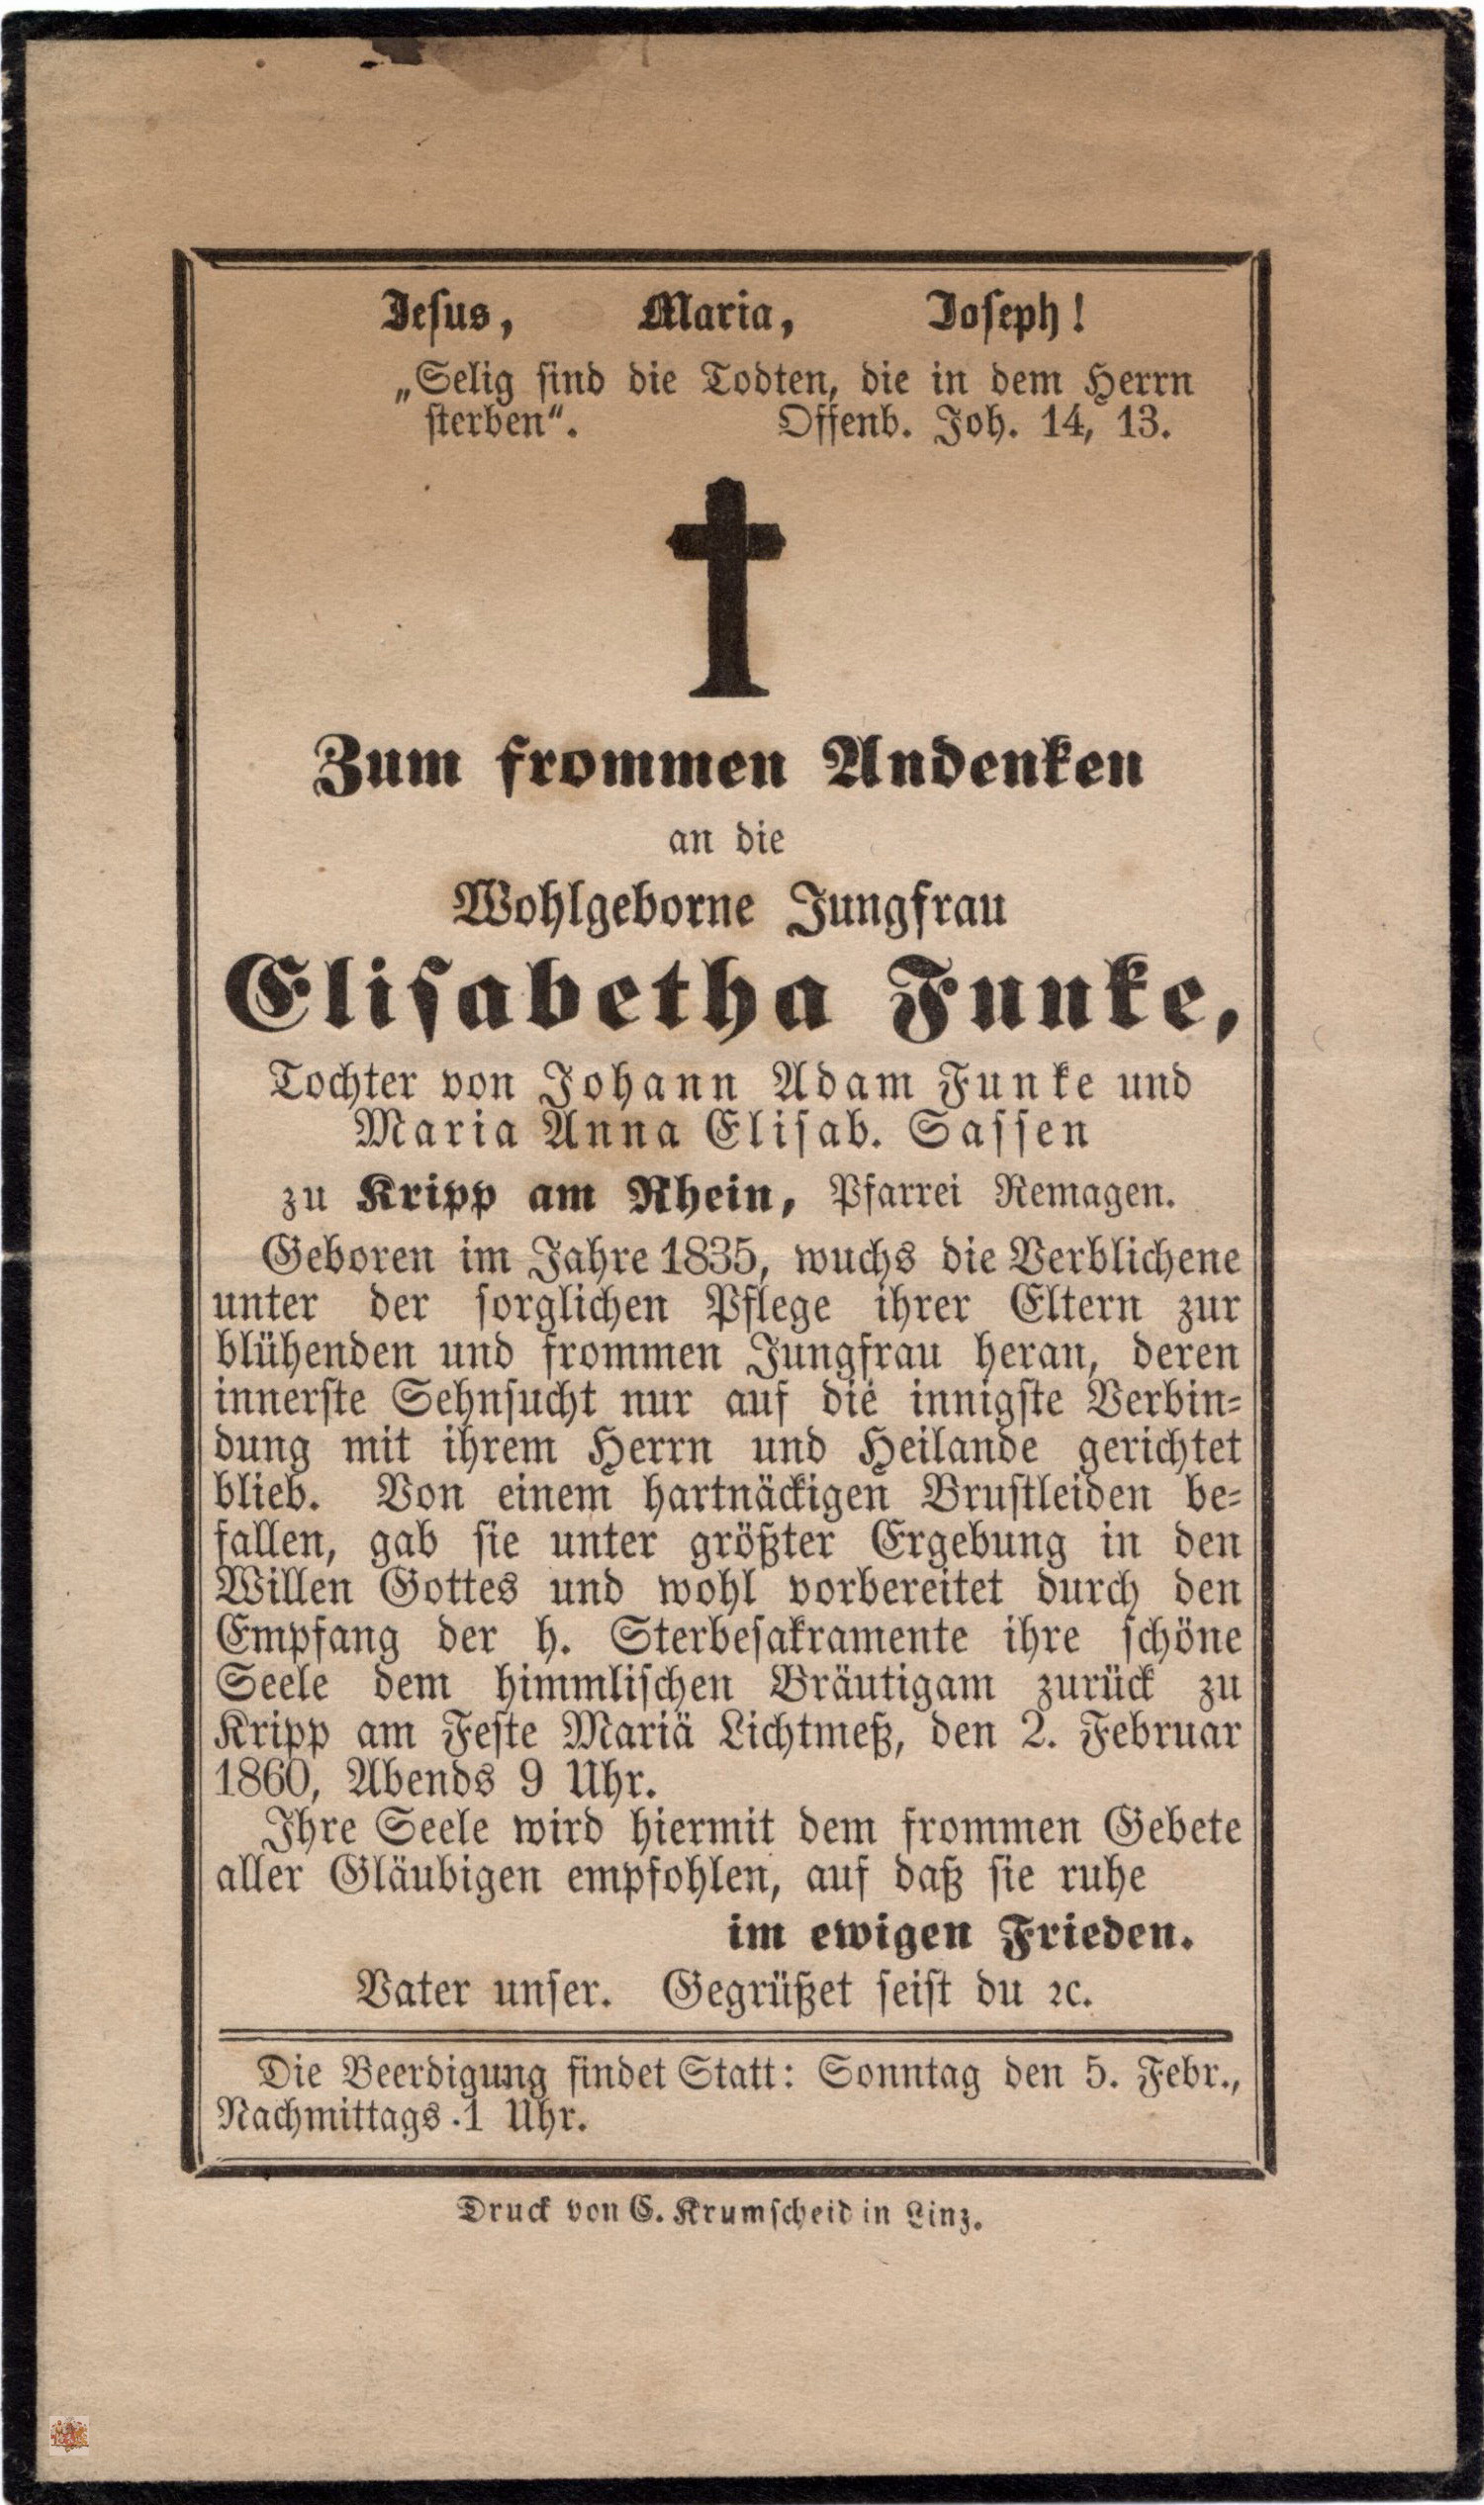 Jesus, Maria, Joseph!
„Selig sind die Todten, die in dem Herrn
sterben“. Offenb. Joh. 14, 13.
Zum frommen Andenken
an die
Wohlgeborne Jungfrau
Elisabetha Funke,
Tochter von Johann Adam Funke und
Maria Anna Elisab. Sassen
zu Kripp am Rhein, Pfarrei Remagen.
Geboren im Jahre 1835, wuchs die Verblichene
unter der sorglichen Pflege ihrer Eltern zur
blühenden und frommen Jungfrau heran, deren
innerste Sehnsucht nur auf die innigste Verbin-
dung mit ihrem Herrn und Heilande gerichtet
blieb. Von einem hartnäckigen Brustleiden be-
fallen, gab sie unter größter Ergebung in den
Willen Gottes und wohl vorbereitet durch den
Empfang der h. Sterbesakramente ihre schöne
Seele dem himmlischen Bräutigam zurück zu
Kripp am Feste Mariä Lichtmeß, den 2. Februar
1860, Abends 9 Uhr.
Ihre Seele wird hiermit dem frommen Gebete
aller Gläubigen empfohlen, auf daß sie ruhe
im ewigen Frieden.
Vater unser. Gegrüßet seist du ꝛc.
Die Beerdigung findet Statt: Sonntag den 5. Febr.,
Nachmittags 1 Uhr.
Druck von C. Krumscheid in Linz.